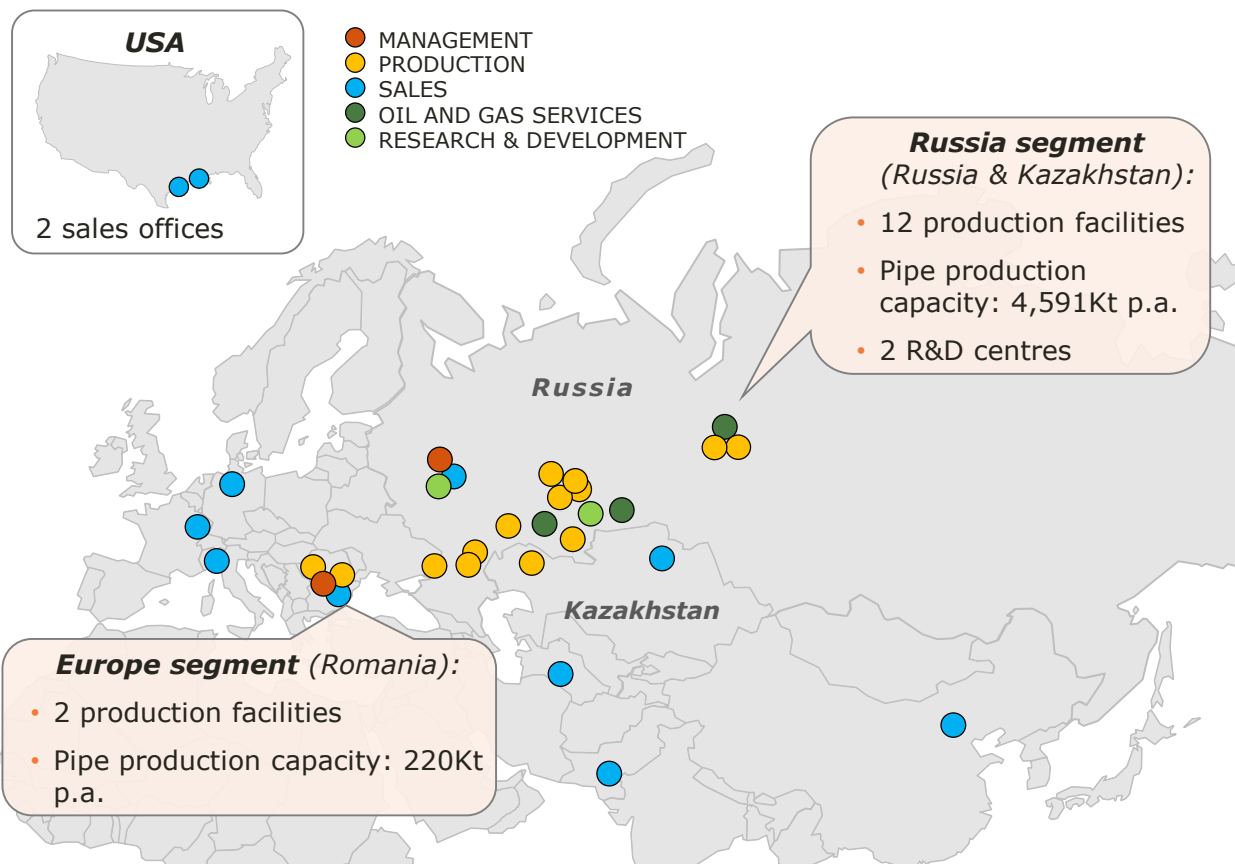 USA
2 sales offices
MANAGEMENT
PRODUCTION
SALES
OIL AND GAS SERVICES
RESEARCH & DEVELOPMENT
Russia segment
(Russia & Kazakhstan):
• 12 production facilities
• Pipe production
capacity: 4,591Kt p.a.
• 2 R&D centres
Russia
Kazakhstan
Europe segment (Romania):
• 2 production facilities
• Pipe production capacity: 220Kt
p.a.